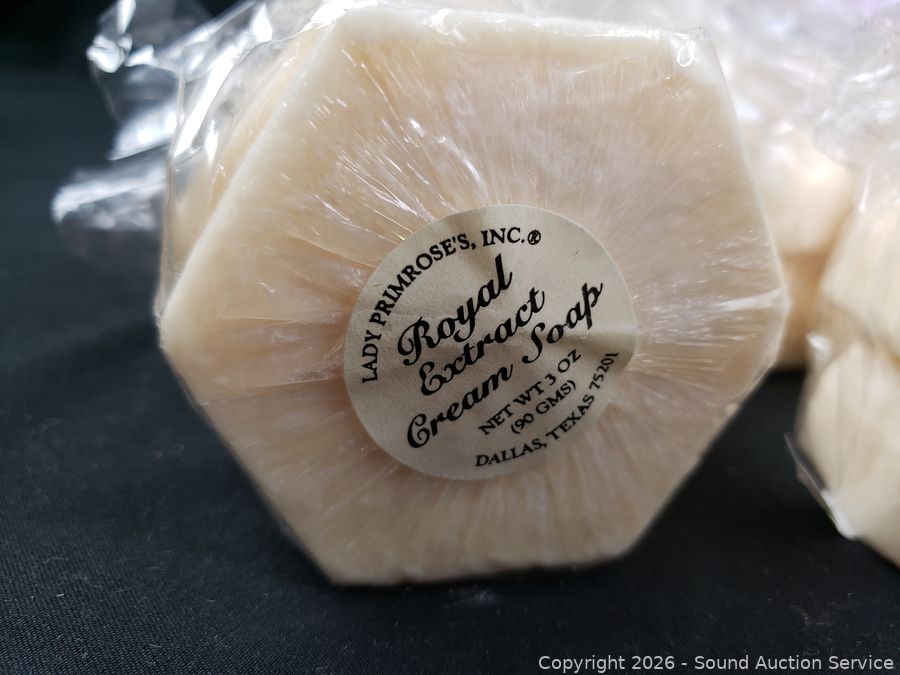 LADY PRIMROSE'S, INC.®
Royal
Extract
Cream Soap
NET WT 3 OZ
(90 GMS)
DALLAS, TEXAS 75201
Copyright 2026 - Sound Auction Service